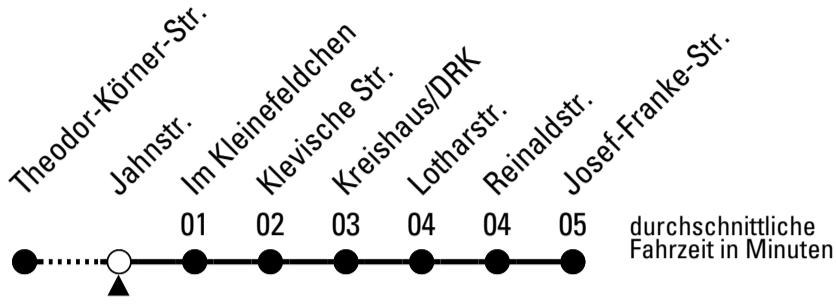 Theodor-Körner-Str.
Jahnstr.
Im Kleinefeldchen
Klevische Str.
Kreishaus/DRK
Lotharstr.
Reinaldstr.
Josef-Franke-Str.
01 02 03 04 04 05
durchschnittliche
Fahrzeit in Minuten